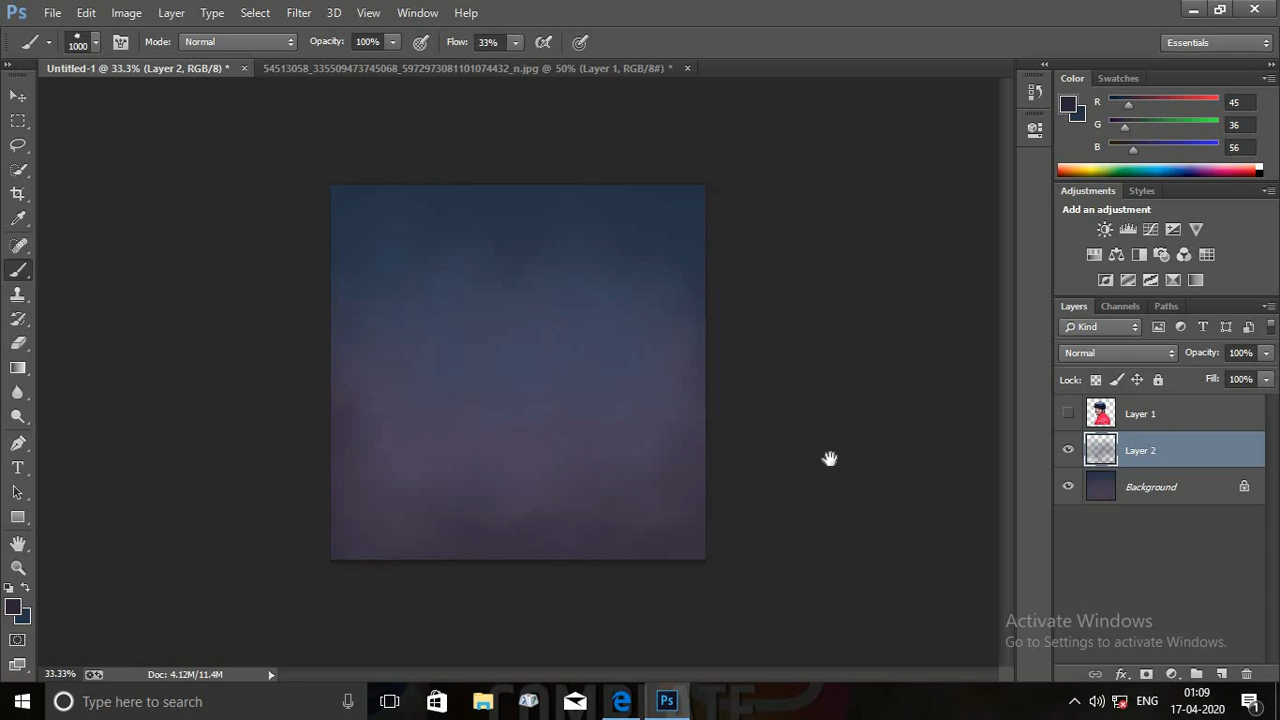 Ps File Edit Image Layer Type Select Filter 3D View Window Help
1000 Mode: Normal Opacity: 100% Flow: 33% Essentials
Untitled-1 @ 33.3% (Layer 2, RGB/8) * × 54513058_335509473745068_5972973081101074432_n.jpg @ 50% (Layer 1, RGB/8#) * ×
Color Swatches
R 45
G 36
B 56
Adjustments Styles
Add an adjustment
Layers Channels Paths
Kind
Normal Opacity: 100%
Lock: Fill: 100%
Layer 1
Layer 2
Background
Activate Windows
Go to Settings to activate Windows.
33.33% Doc: 4.12M/11.4M
Type here to search
Ps
ENG
01:09
17-04-2020
1